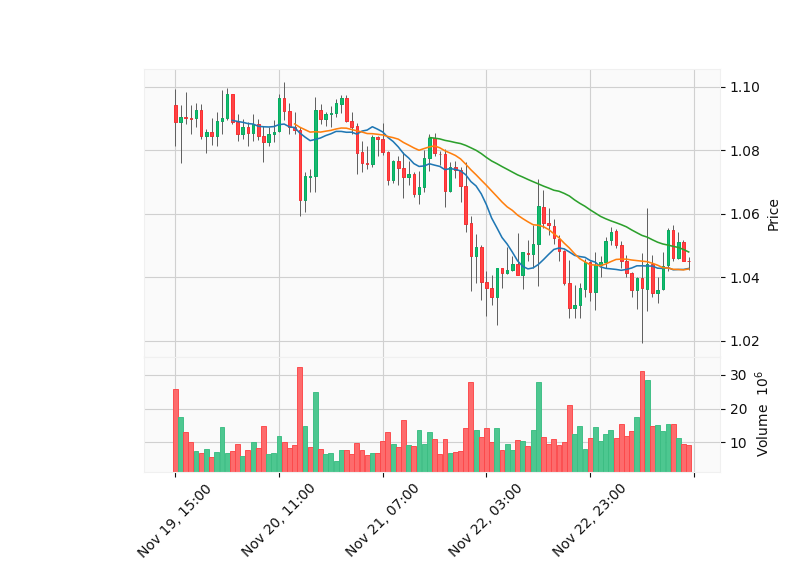 1.10
1.08
1.06
1.04
1.02
Price
30
20
10
Volume 10^6
Nov 19, 15:00
Nov 20, 11:00
Nov 21, 07:00
Nov 22, 03:00
Nov 22, 23:00